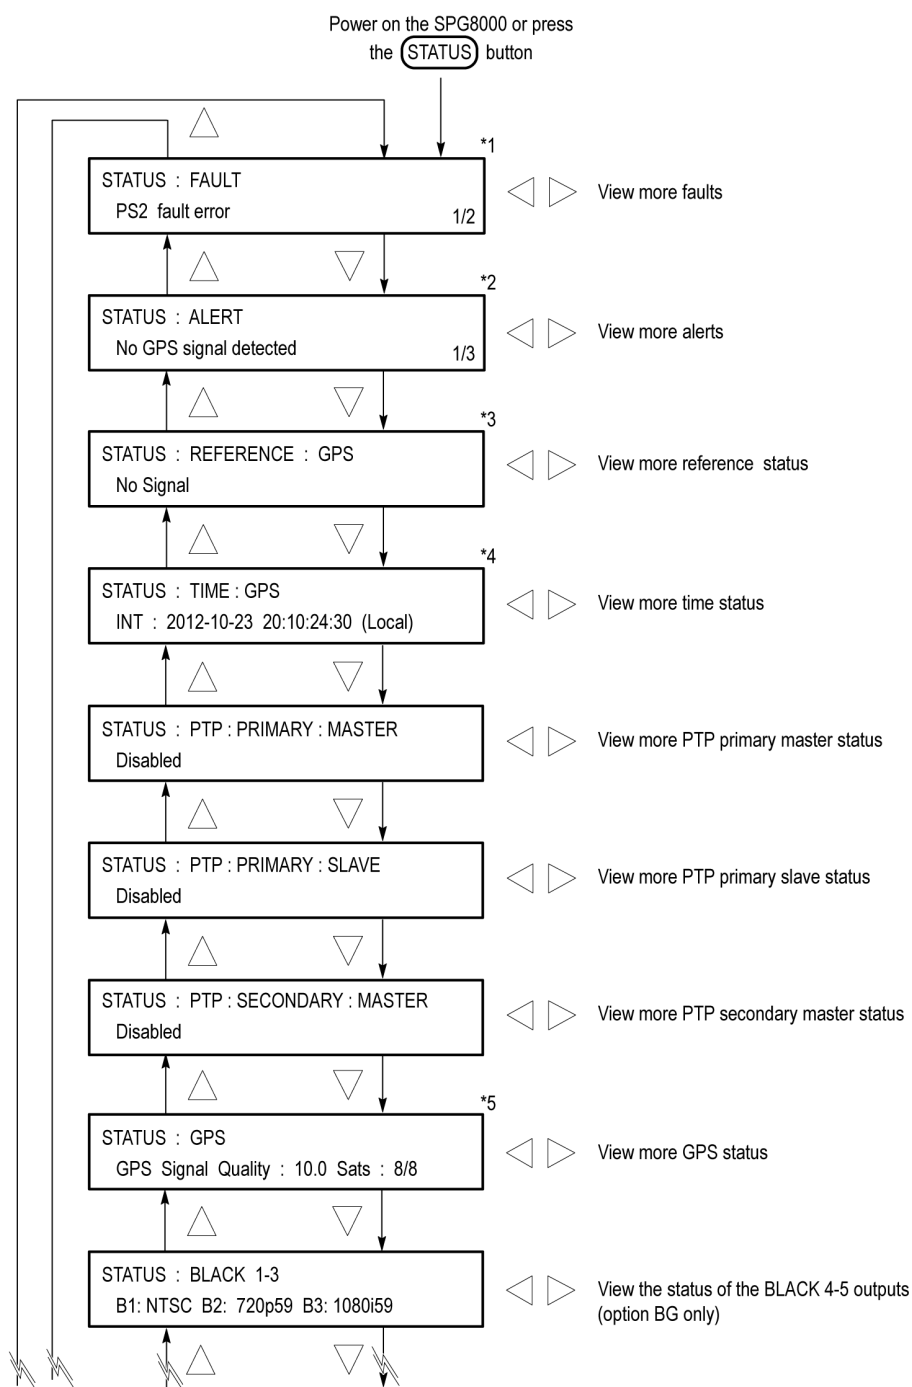 Power on the SPG8000 or press
the STATUS button
*1
STATUS : FAULT
PS2 fault error
1/2
View more faults
*2
STATUS : ALERT
No GPS signal detected
1/3
View more alerts
*3
STATUS : REFERENCE : GPS
No Signal
View more reference status
*4
STATUS : TIME : GPS
INT : 2012-10-23 20:10:24:30 (Local)
View more time status
STATUS : PTP : PRIMARY : MASTER
Disabled
View more PTP primary master status
STATUS : PTP : PRIMARY : SLAVE
Disabled
View more PTP primary slave status
STATUS : PTP : SECONDARY : MASTER
Disabled
View more PTP secondary master status
*5
STATUS : GPS
GPS Signal Quality : 10.0 Sats : 8/8
View more GPS status
STATUS : BLACK 1-3
B1: NTSC B2: 720p59 B3: 1080i59
View the status of the BLACK 4-5 outputs
(option BG only)